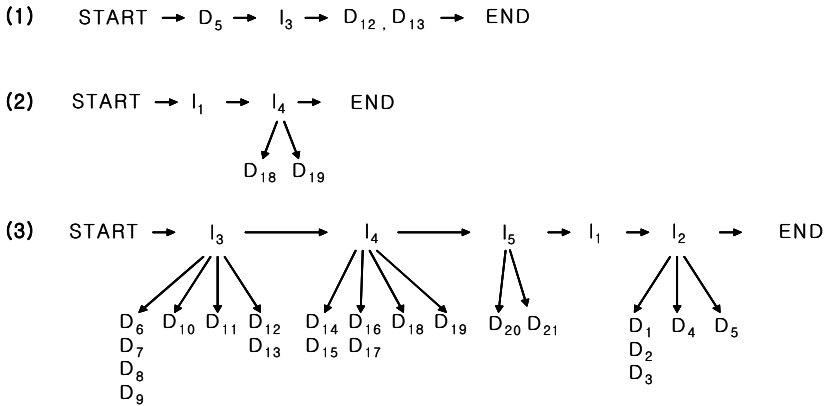 (1) START → D₅ → I₃ → D₁₂ , D₁₃ → END
(2) START → I₁ → I₄ → END
D₁₈ D₁₉
(3) START → I₃ → I₄ → I₅ → I₁ → I₂ → END
D₆ D₁₀ D₁₁ D₁₂ D₁₄ D₁₆ D₁₈ D₁₉ D₂₀ D₂₁ D₁ D₄ D₅
D₇ D₁₃ D₁₅ D₁₇ D₂
D₈ D₃
D₉